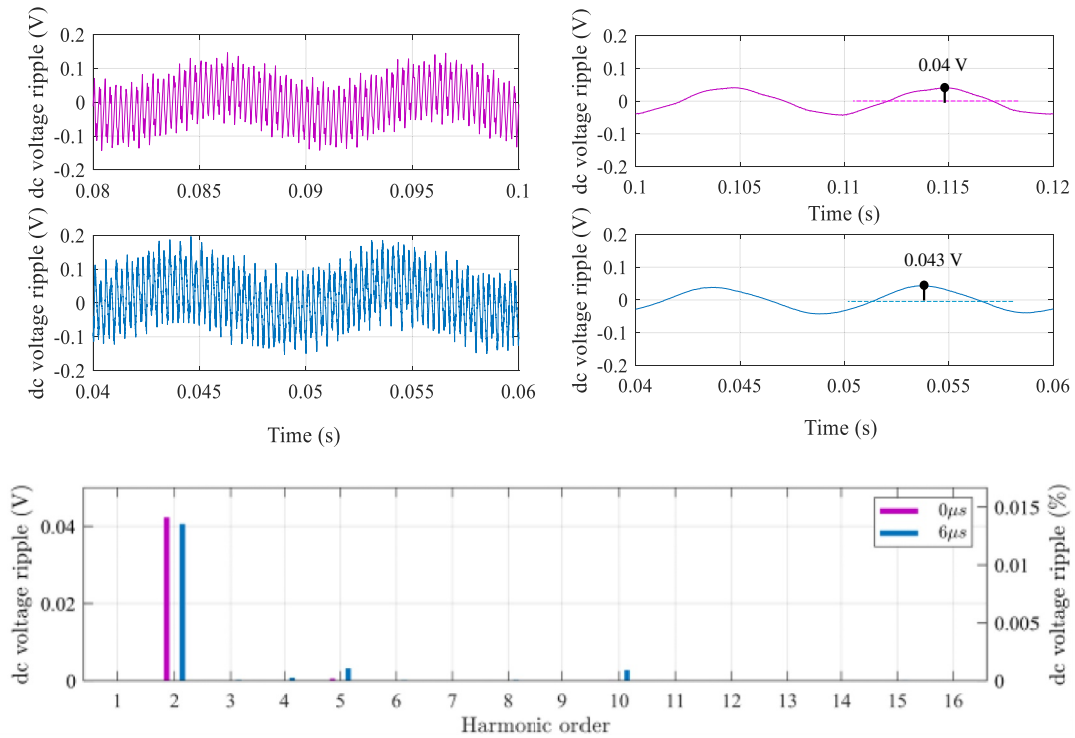 dc voltage ripple (V)
0.2
0.1
0
-0.1
-0.2
0.08 0.085 0.09 0.095 0.1
dc voltage ripple (V)
0.2
0.1
0
-0.1
-0.2
0.04 V
0.1 0.105 0.11 0.115 0.12
Time (s)
dc voltage ripple (V)
0.2
0.1
0
-0.1
-0.2
0.04 0.045 0.05 0.055 0.06
Time (s)
dc voltage ripple (V)
0.2
0.1
0
-0.1
-0.2
0.043 V
0.04 0.045 0.05 0.055 0.06
Time (s)
dc voltage ripple (V)
0.04
0.02
0
0μs
6μs
0.015
0.01
0.005
0
dc voltage ripple (%)
1 2 3 4 5 6 7 8 9 10 11 12 13 14 15 16
Harmonic order